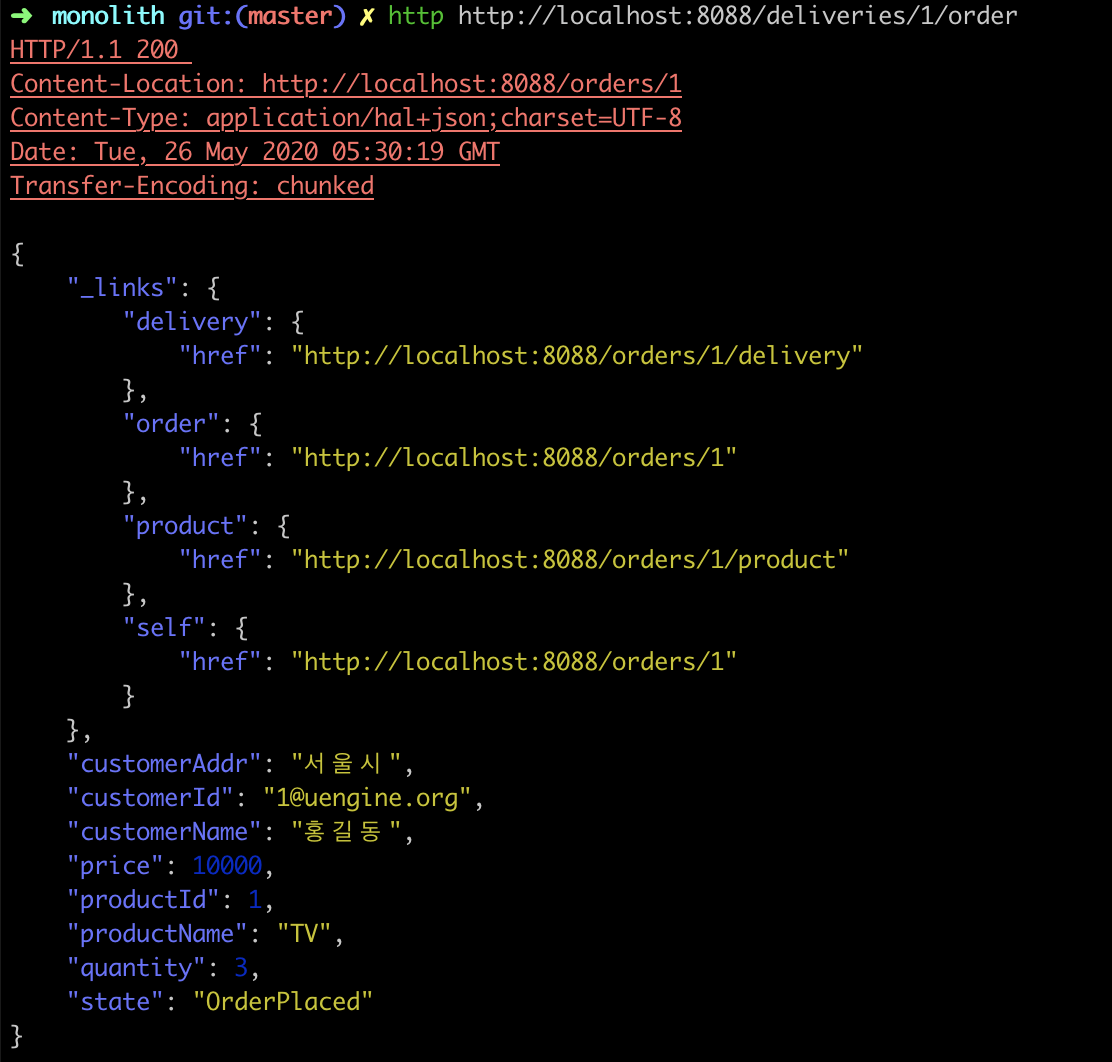 ➜  monolith git:(master) ✗ http http://localhost:8088/deliveries/1/order
HTTP/1.1 200
Content-Location: http://localhost:8088/orders/1
Content-Type: application/hal+json;charset=UTF-8
Date: Tue, 26 May 2020 05:30:19 GMT
Transfer-Encoding: chunked

{
    "_links": {
        "delivery": {
            "href": "http://localhost:8088/orders/1/delivery"
        },
        "order": {
            "href": "http://localhost:8088/orders/1"
        },
        "product": {
            "href": "http://localhost:8088/orders/1/product"
        },
        "self": {
            "href": "http://localhost:8088/orders/1"
        }
    },
    "customerAddr": "서울시",
    "customerId": "1@uengine.org",
    "customerName": "홍길동",
    "price": 10000,
    "productId": 1,
    "productName": "TV",
    "quantity": 3,
    "state": "OrderPlaced"
}